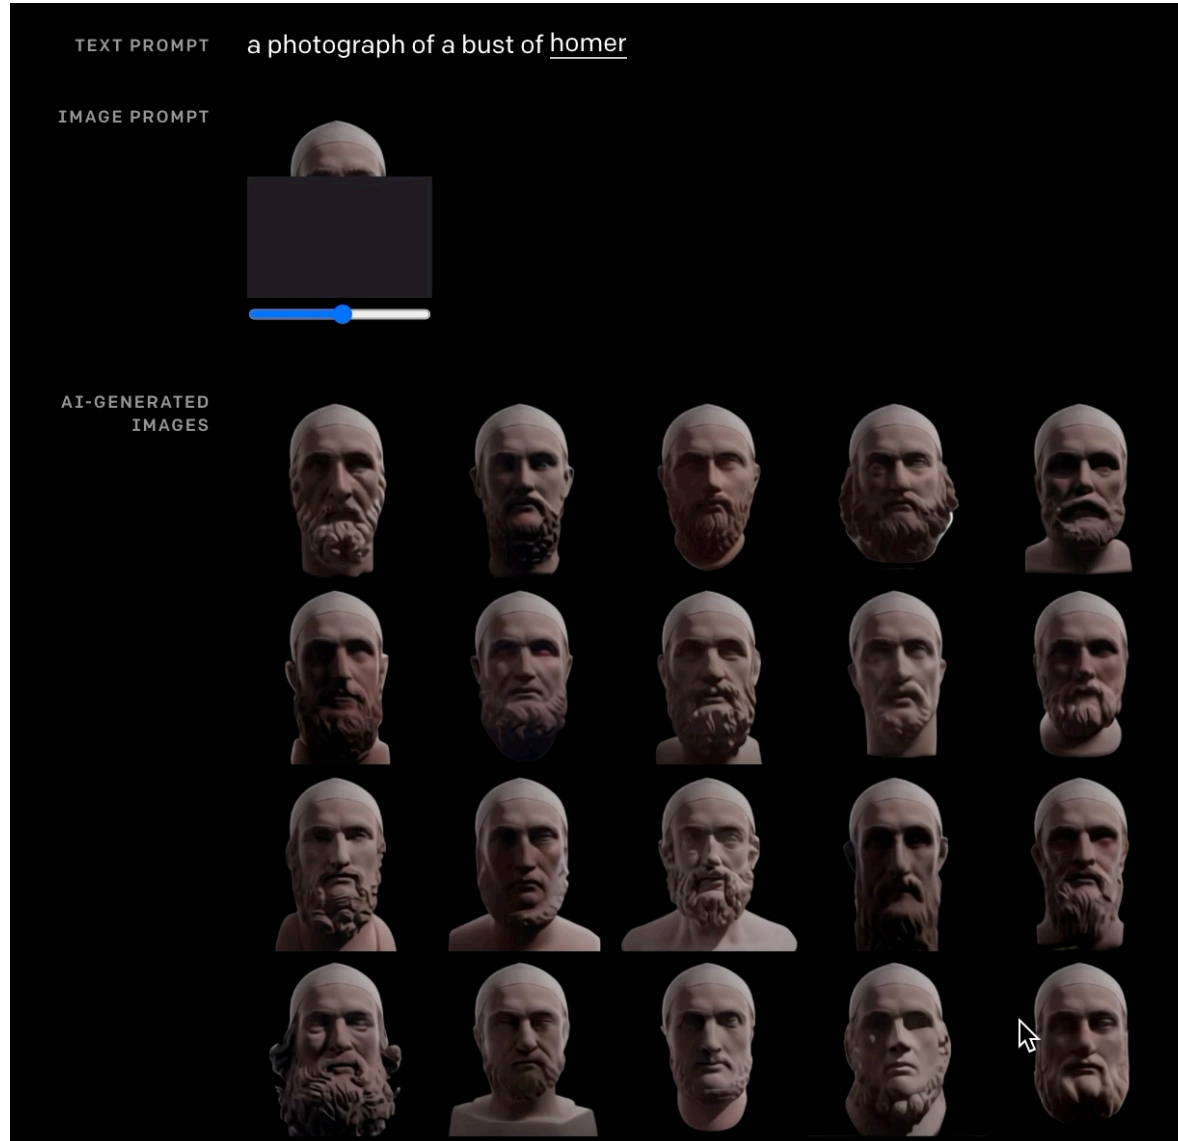 TEXT PROMPT
a photograph of a bust of homer
IMAGE PROMPT
AI-GENERATED
IMAGES